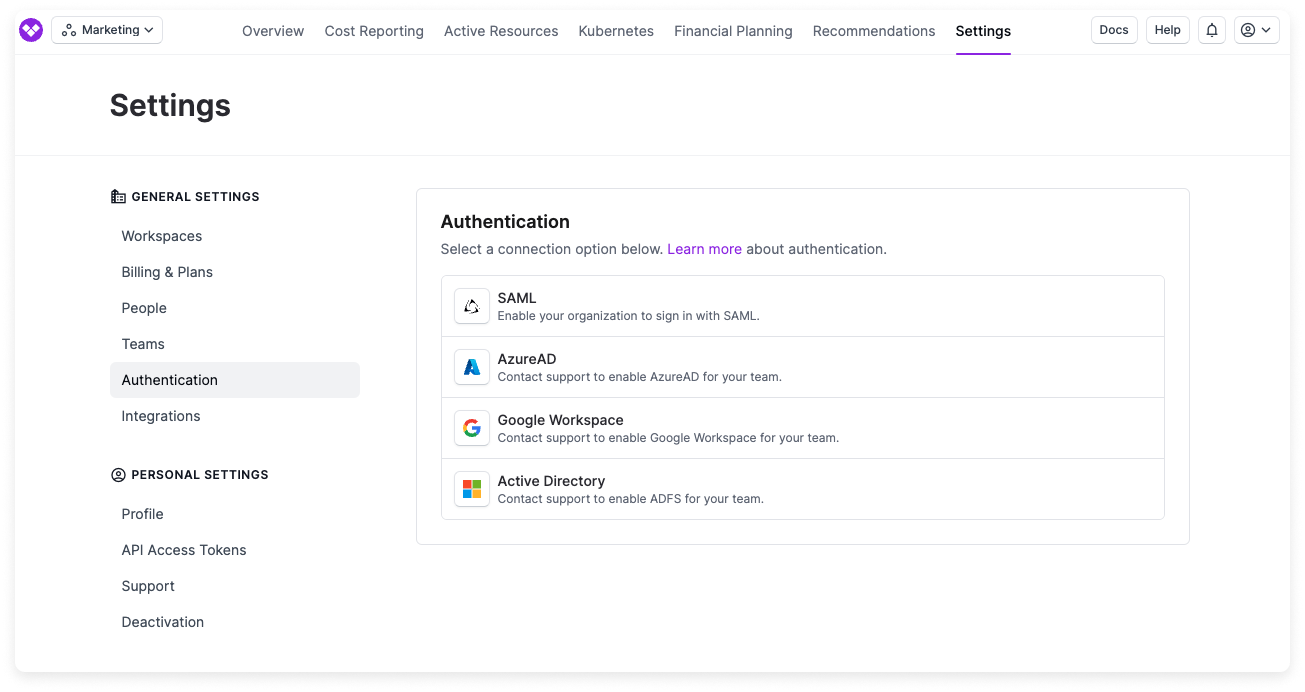 Marketing
Overview
Cost Reporting
Active Resources
Kubernetes
Financial Planning
Recommendations
Settings
Docs
Help
Settings
GENERAL SETTINGS
Workspaces
Billing & Plans
People
Teams
Authentication
Integrations
PERSONAL SETTINGS
Profile
API Access Tokens
Support
Deactivation
Authentication
Select a connection option below. Learn more about authentication.
SAML
Enable your organization to sign in with SAML.
AzureAD
Contact support to enable AzureAD for your team.
Google Workspace
Contact support to enable Google Workspace for your team.
Active Directory
Contact support to enable ADFS for your team.